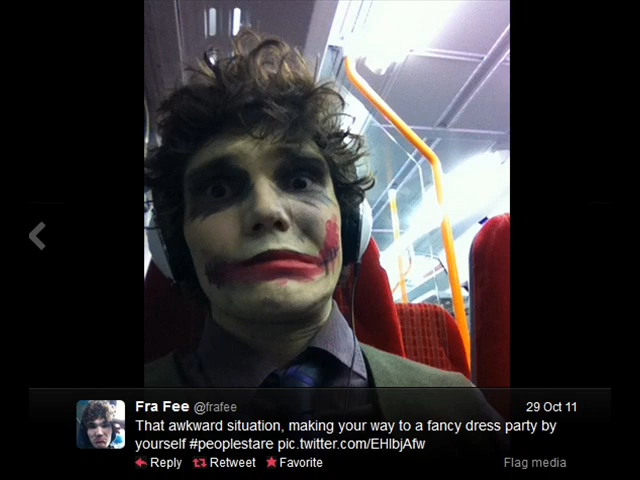 Fra Fee @frafee 29 Oct 11
That awkward situation, making your way to a fancy dress party by
yourself #peoplestare pic.twitter.com/EHlbjAfw
Reply Retweet Favorite Flag media